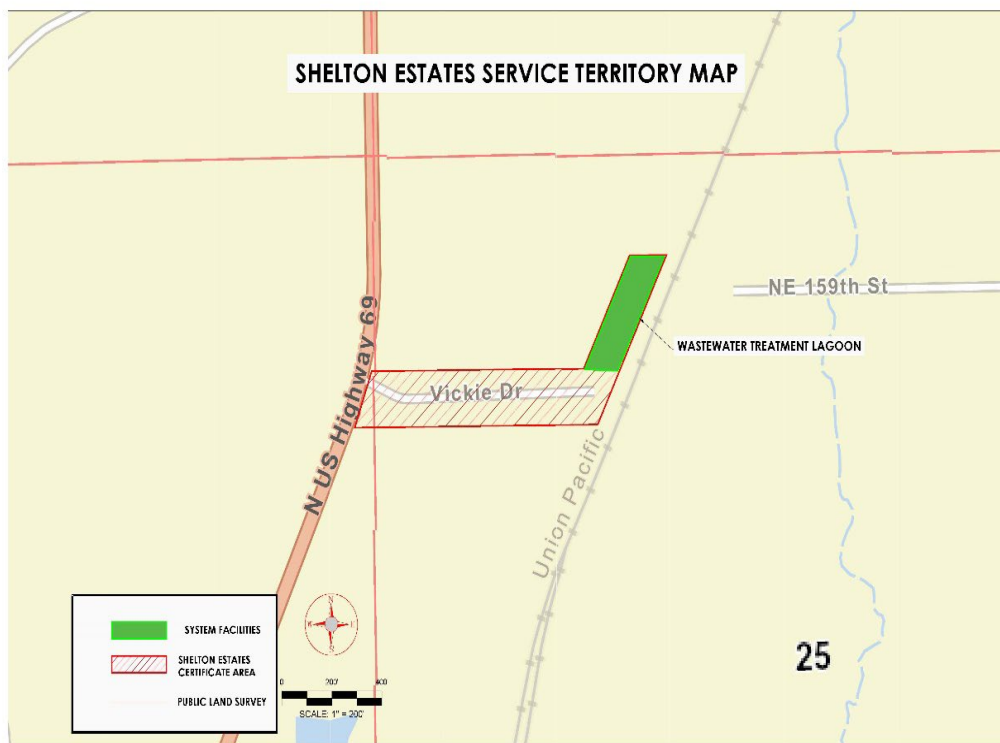 SHELTON ESTATES SERVICE TERRITORY MAP
N US Highway 69
NE 159th St
WASTEWATER TREATMENT LAGOON
Vickie Dr
Union Pacific
25
SYSTEM FACILITIES
SHELTON ESTATES
CERTIFICATE AREA
PUBLIC LAND SURVEY
N
E
S
0 200' 400
SCALE: 1" = 200'